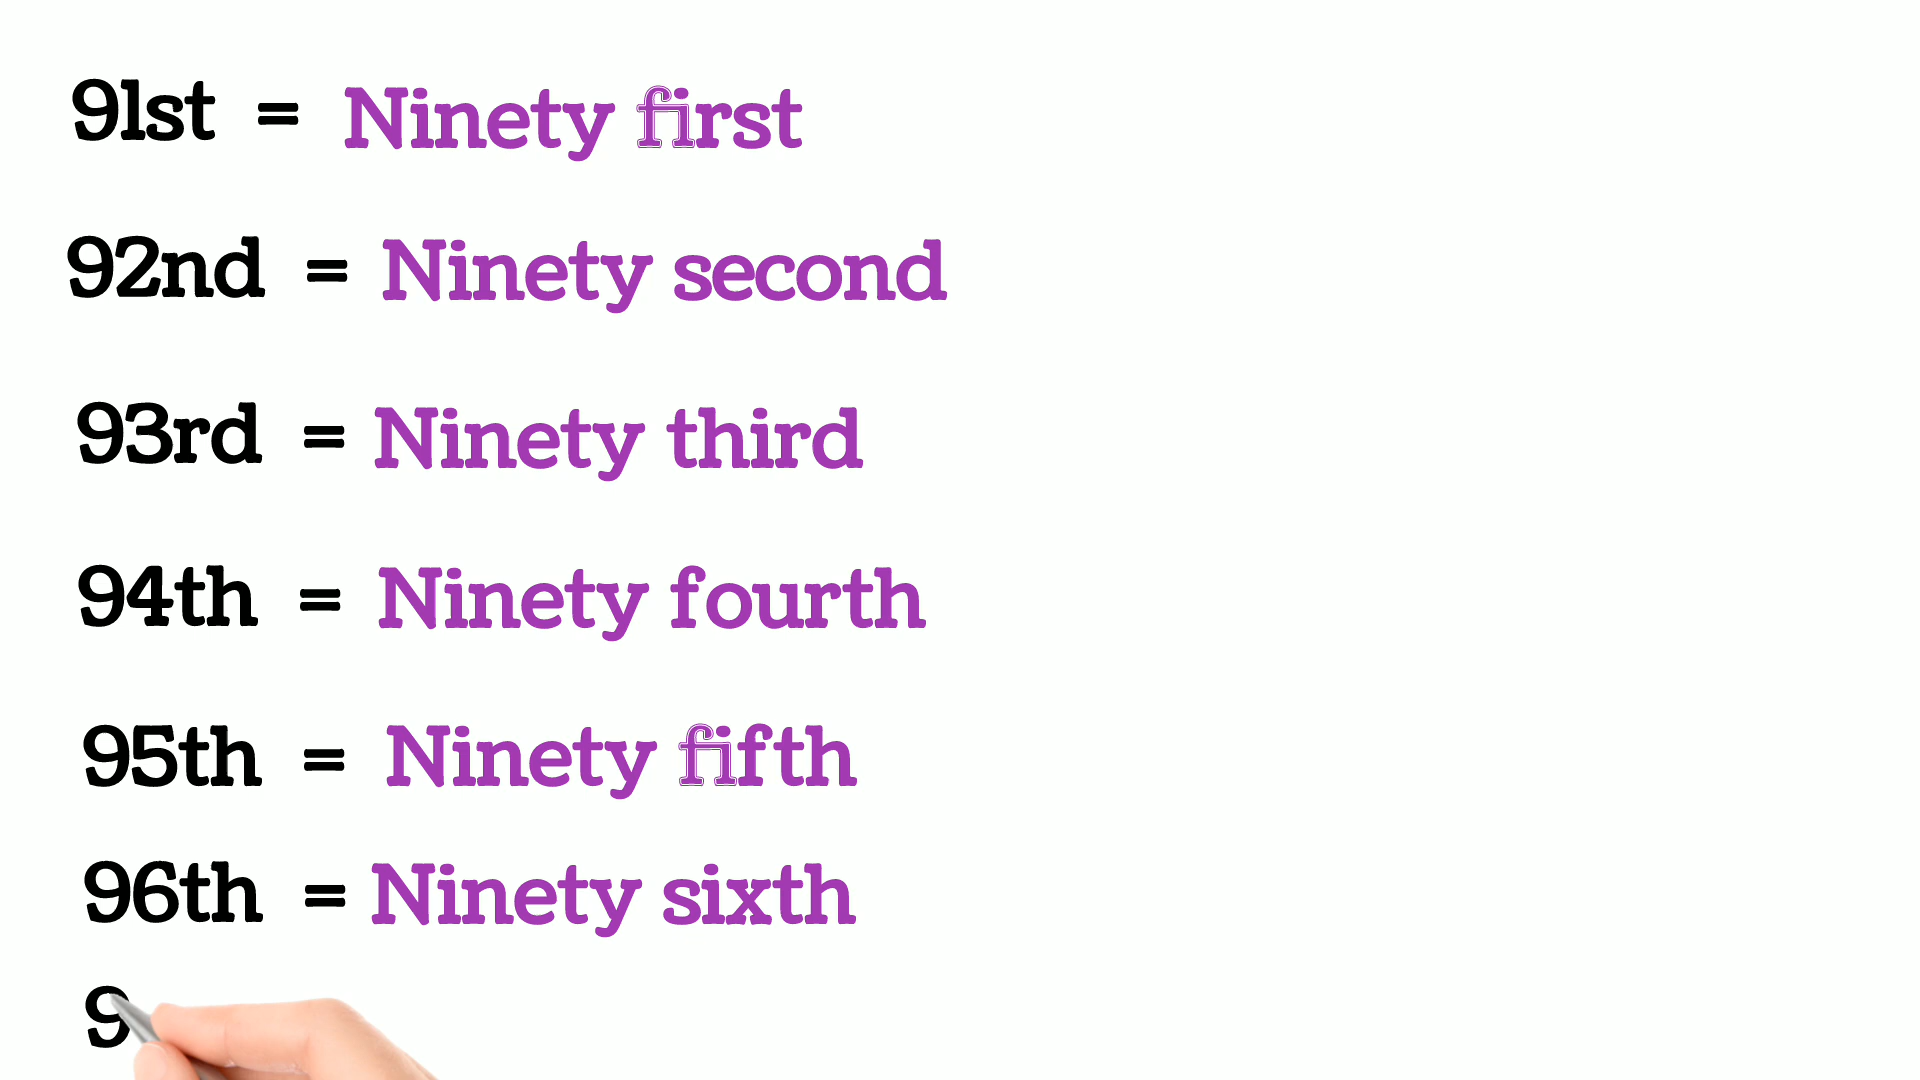 91st = Ninety first
92nd = Ninety second
93rd = Ninety third
94th = Ninety fourth
95th = Ninety fifth
96th = Ninety sixth
9